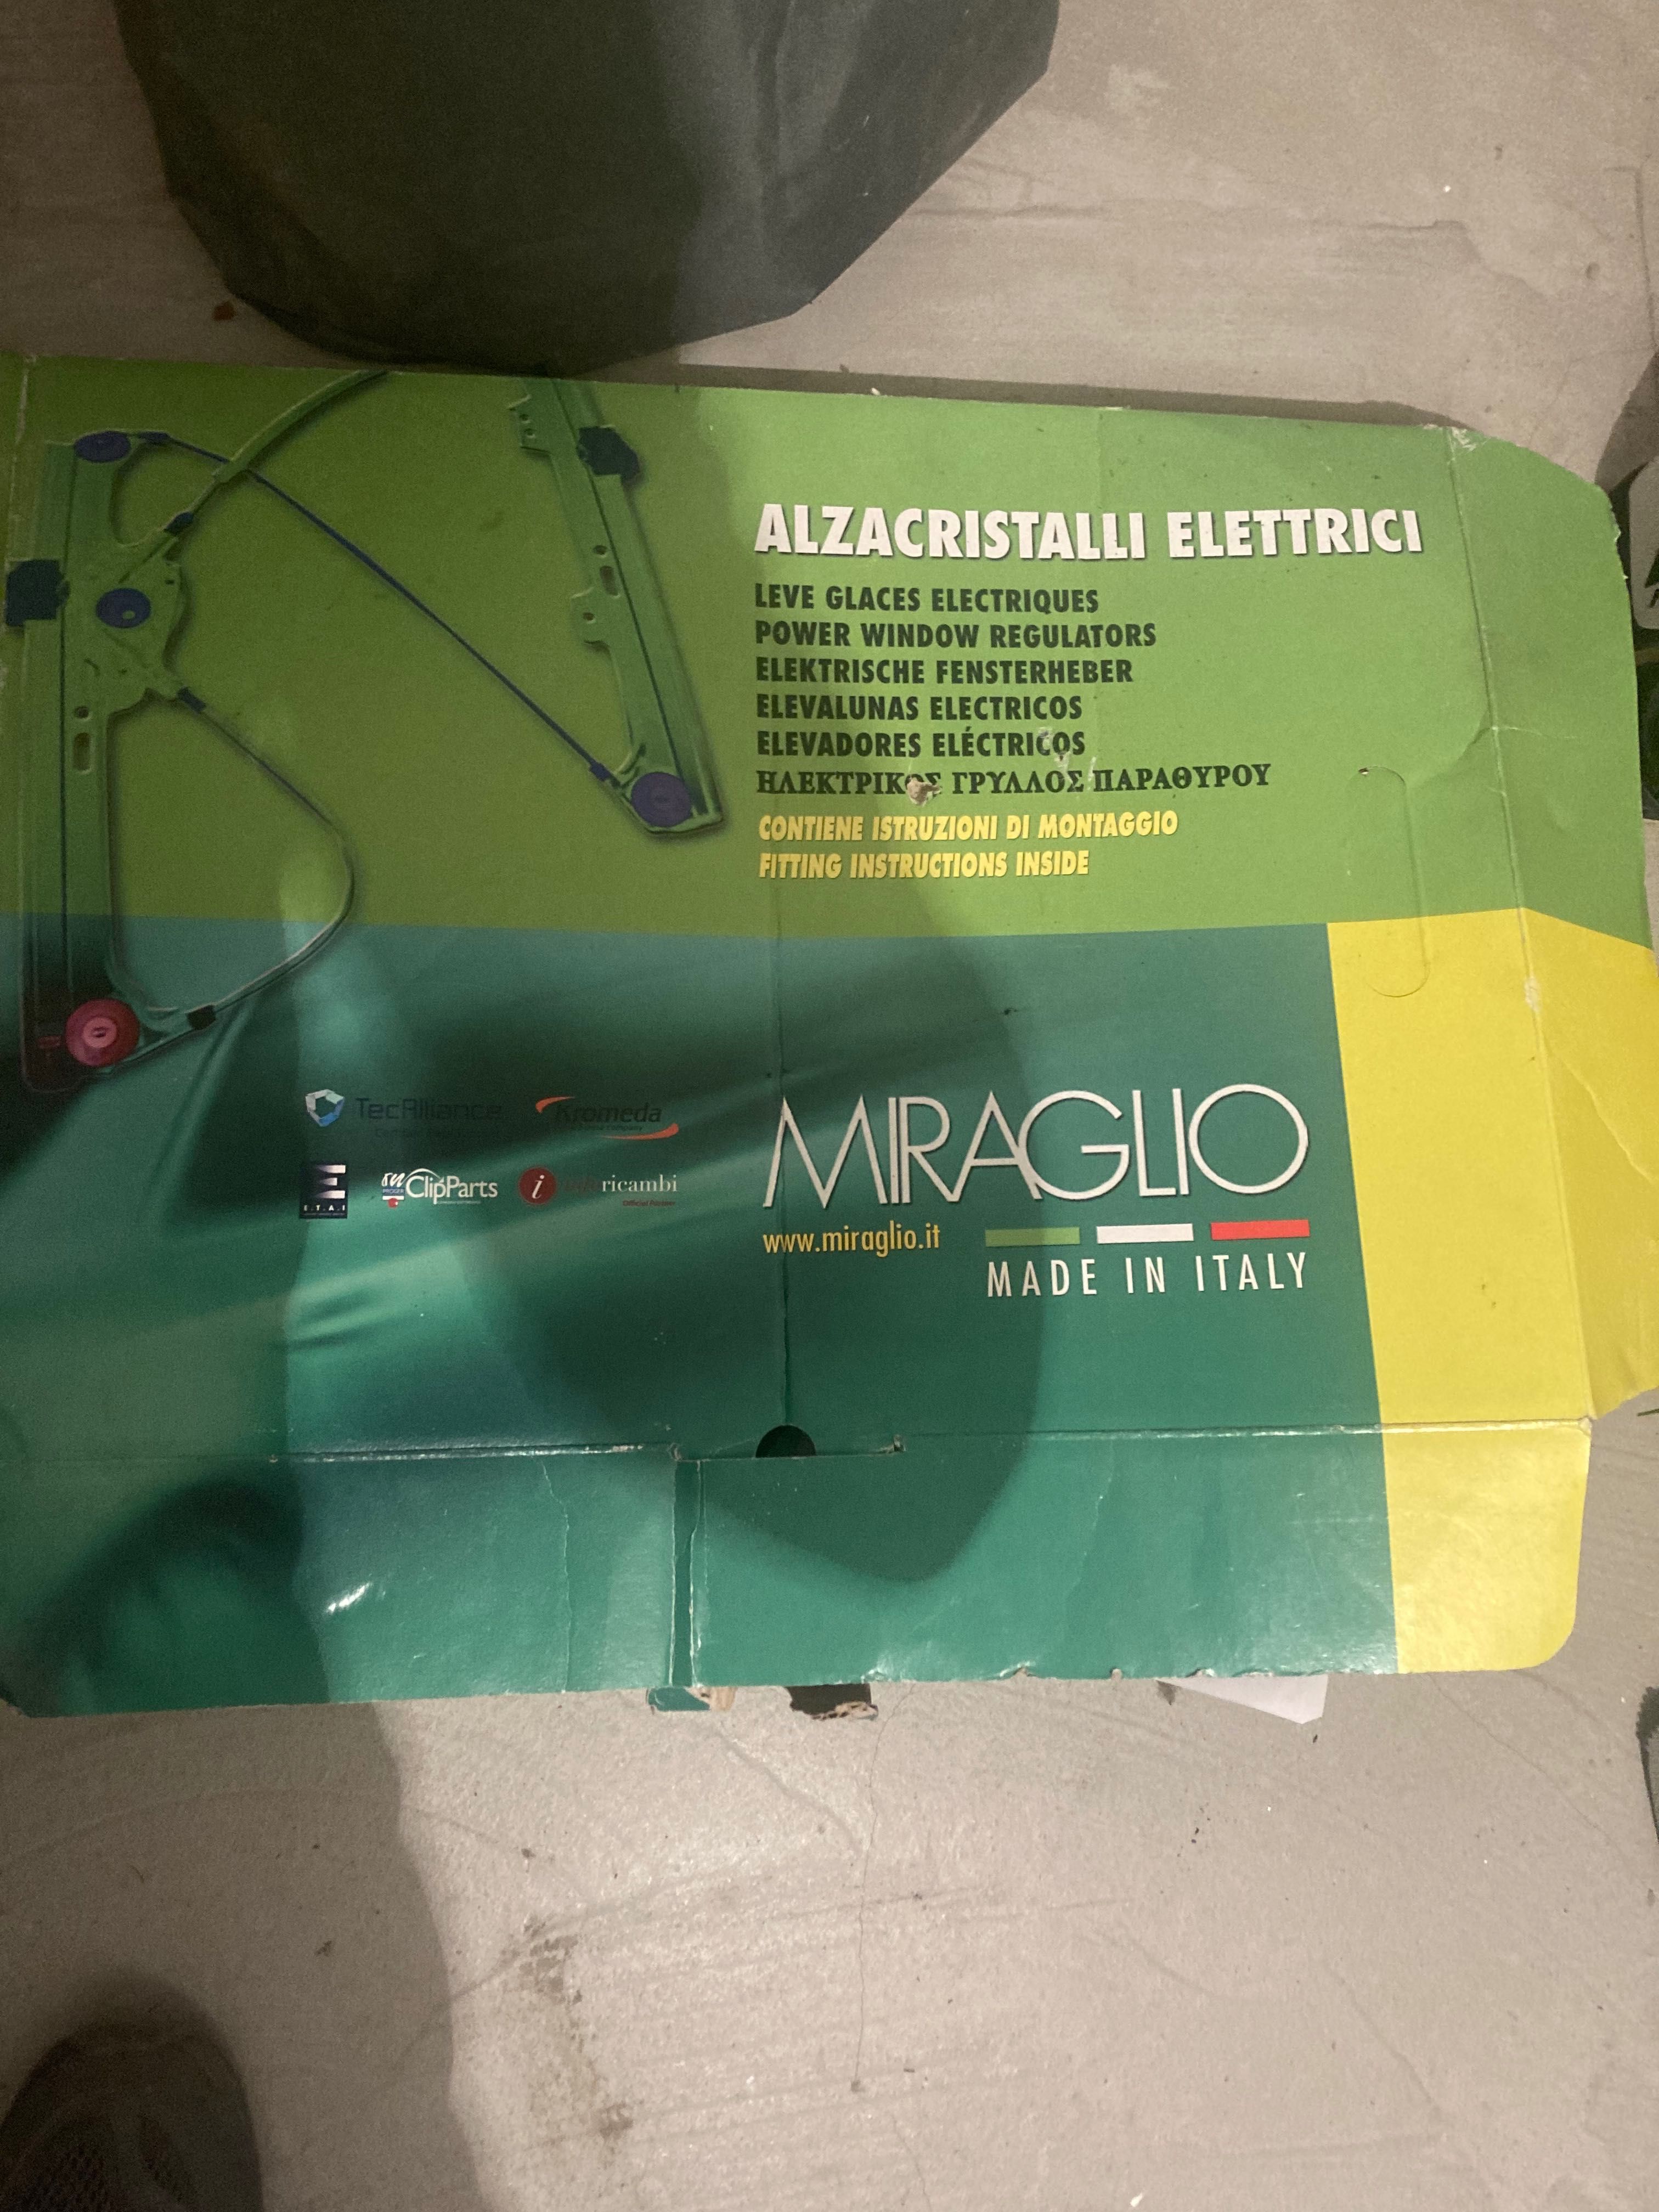 ALZACRISTALLI ELETTRICI
LEVE GLACES ELECTRIQUES
POWER WINDOW REGULATORS
ELEKTRISCHE FENSTERHEBER
ELEVALUNAS ELECTRICOS
ELEVADORES ELÉCTRICOS
ΗΛΕΚΤΡΙΚΟΣ ΓΡΥΛΛΟΣ ΠΑΡΑΘΥΡΟΥ
CONTIENE ISTRUZIONI DI MONTAGGIO
FITTING INSTRUCTIONS INSIDE
TecAlliance
Kromeda
E.T.A.I
ClipParts
ricambi
MIRAGLIO
www.miraglio.it
MADE IN ITALY